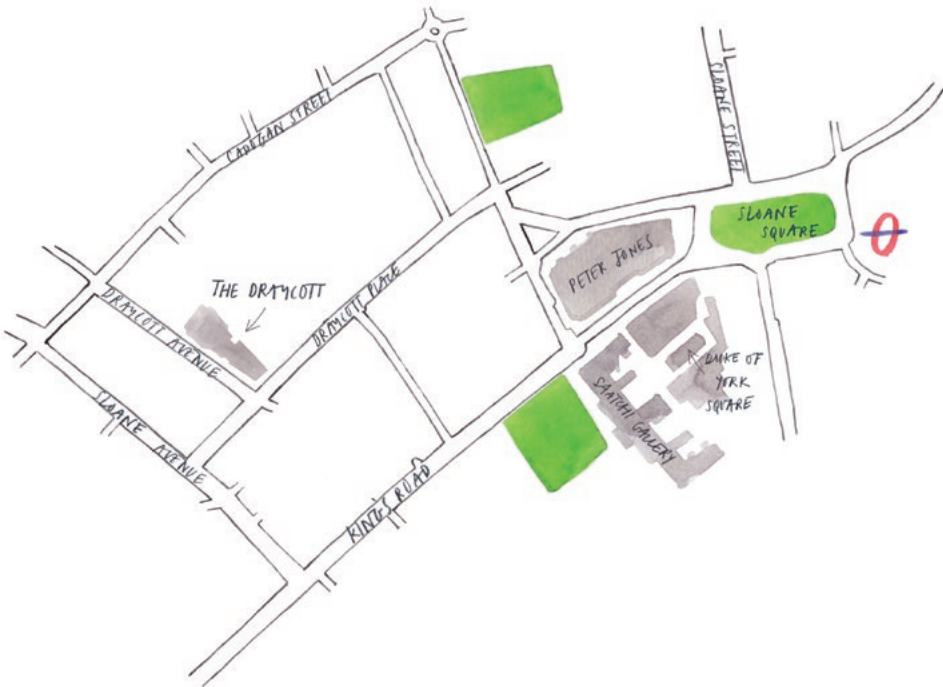 CADOGAN STREET
SLOANE STREET
SLOANE
SQUARE
PETER JONES
THE DRAYCOTT
DRAYCOTT PLACE
DRAYCOTT AVENUE
DUKE OF
YORK
SQUARE
SAATCHI GALLERY
SLOANE AVENUE
KINGS ROAD